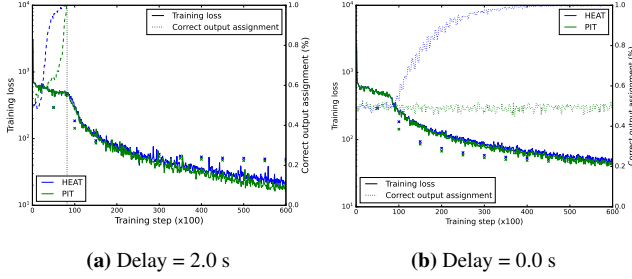 10⁴
10³
10²
10¹
Training loss
Training loss
Correct output assignment
HEAT
PIT
1.0
0.8
0.6
0.4
0.2
0.0
Correct output assignment (%)
0 100 200 300 400 500 600
Training step (x100)
(a) Delay = 2.0 s
10⁴
10³
10²
10¹
Training loss
HEAT
PIT
Training loss
Correct output assignment
1.0
0.8
0.6
0.4
0.2
0.0
Correct output assignment (%)
0 100 200 300 400 500 600
Training step (x100)
(b) Delay = 0.0 s